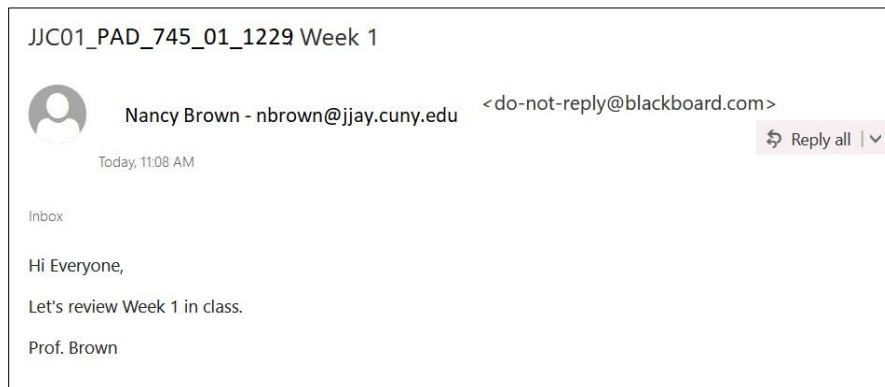 JJC01_PAD_745_01_1229 Week 1
Nancy Brown - nbrown@jjay.cuny.edu <do-not-reply@blackboard.com>
Reply all
Today, 11:08 AM
Inbox
Hi Everyone,
Let's review Week 1 in class.
Prof. Brown